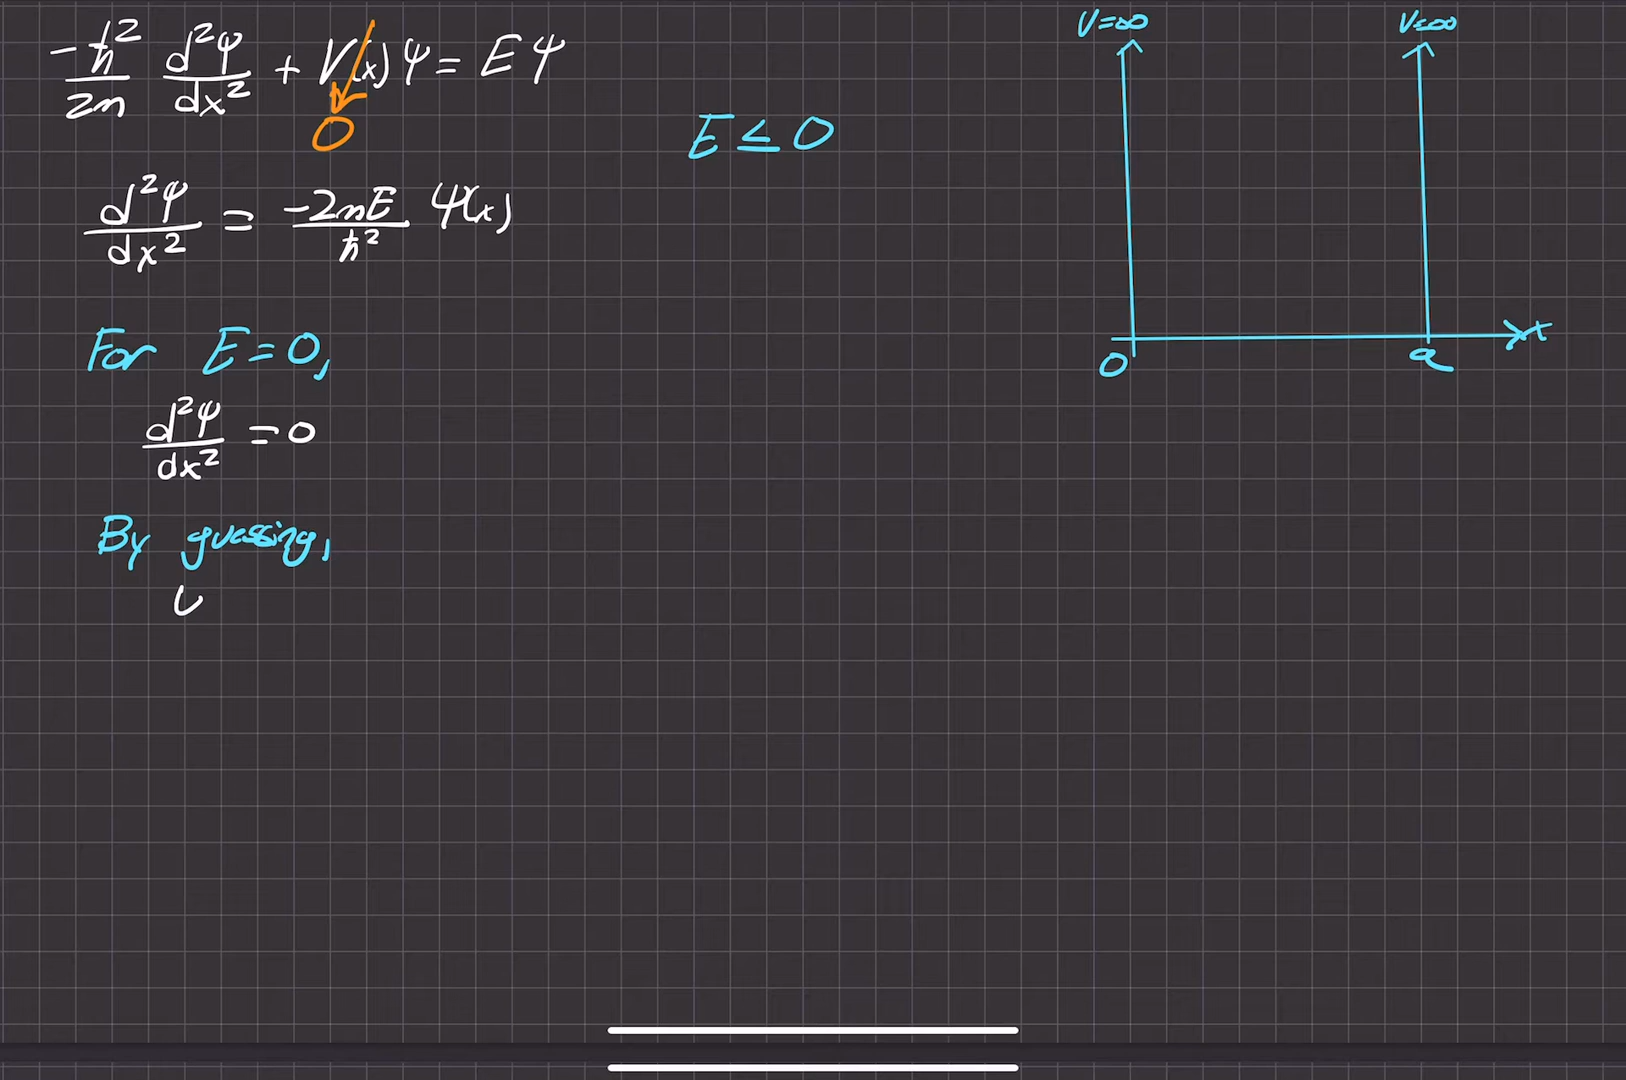 -ħ²/2m d²ψ/dx² + V(x)ψ = Eψ
0
E ≤ 0
d²ψ/dx² = -2mE/ħ² ψ(x)
For E = 0,
d²ψ/dx² = 0
By guessing,
V=∞ V=∞
0 a x